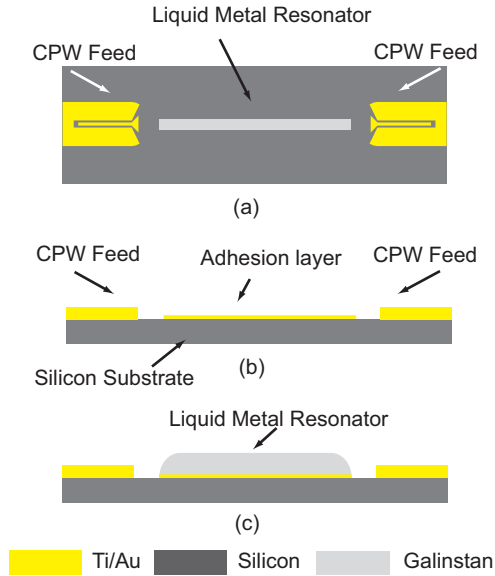 Liquid Metal Resonator
CPW Feed
CPW Feed
(a)
CPW Feed
Adhesion layer
CPW Feed
Silicon Substrate
(b)
Liquid Metal Resonator
(c)
Ti/Au
Silicon
Galinstan